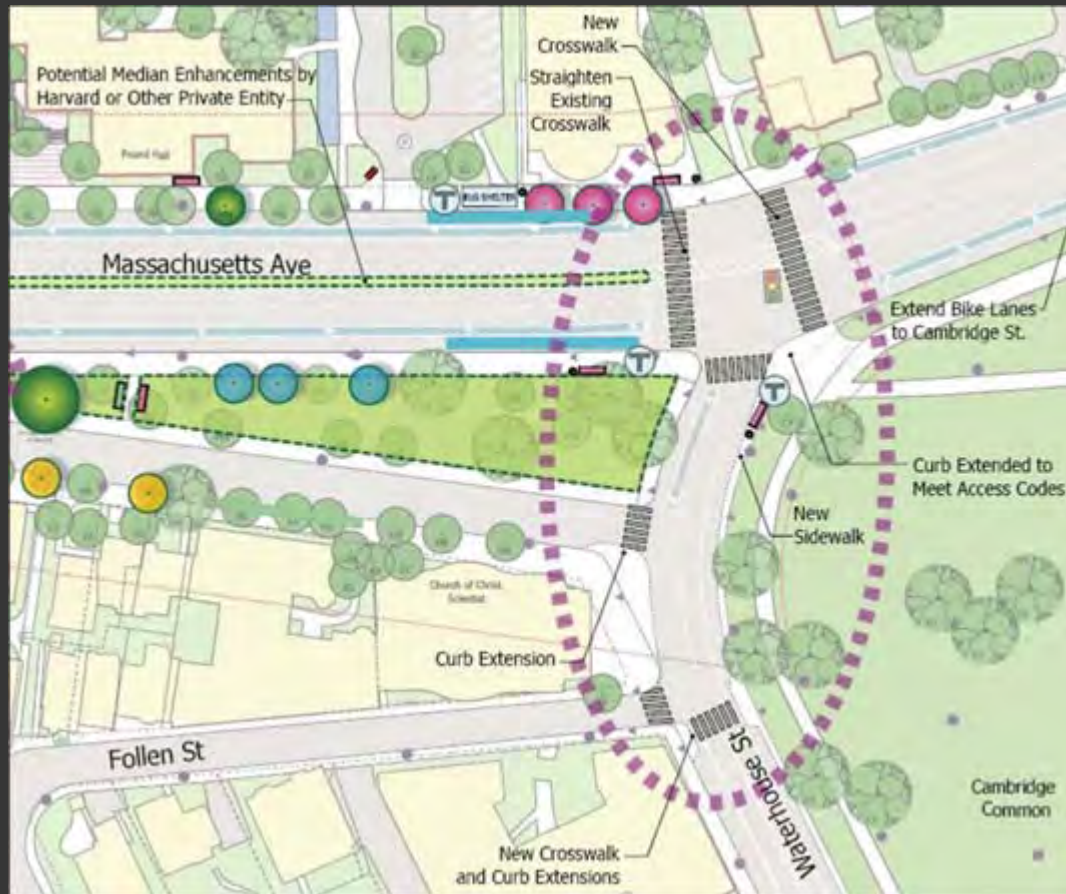 New
Crosswalk
Potential Median Enhancements by
Harvard or Other Private Entity
Straighten
Existing
Crosswalk
Pound Hall
T
BUS SHELTER
Massachusetts Ave
Extend Bike Lanes
to Cambridge St.
T
T
Curb Extended to
Meet Access Codes
New
Sidewalk
Church of Christ,
Scientist
Curb Extension
Follen St
Waterhouse St
Cambridge
Common
New Crosswalk
and Curb Extensions